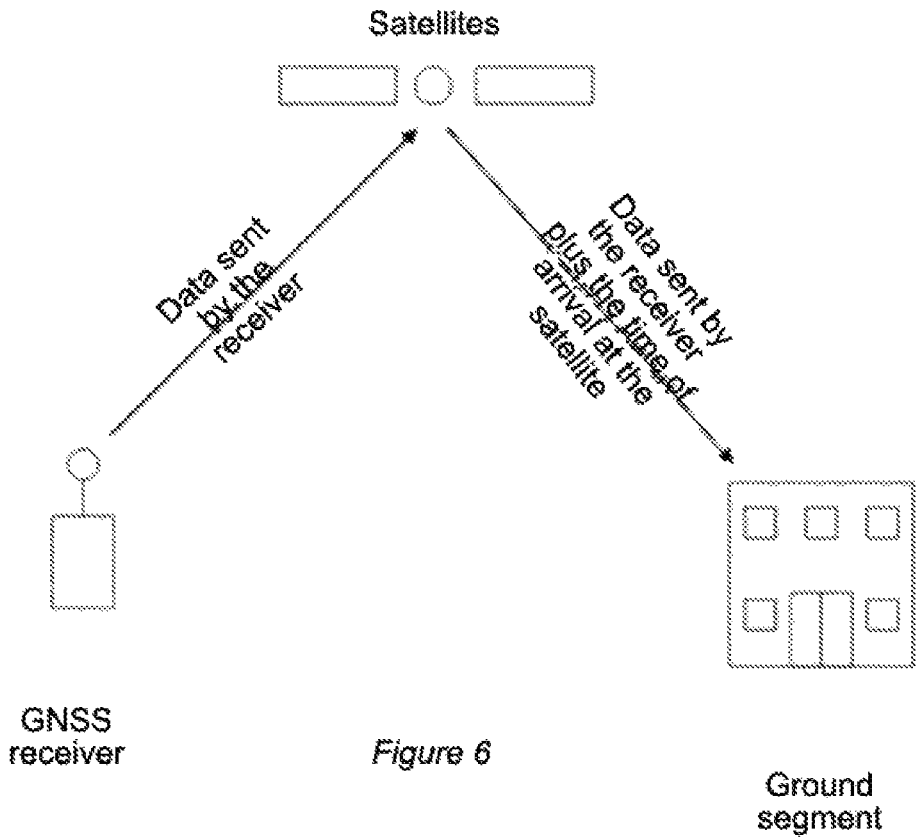 Satellites
Data sent
by the
receiver
Data sent by
the receiver
plus the time of
arrival at the
satellite
GNSS
receiver
Figure 6
Ground
segment